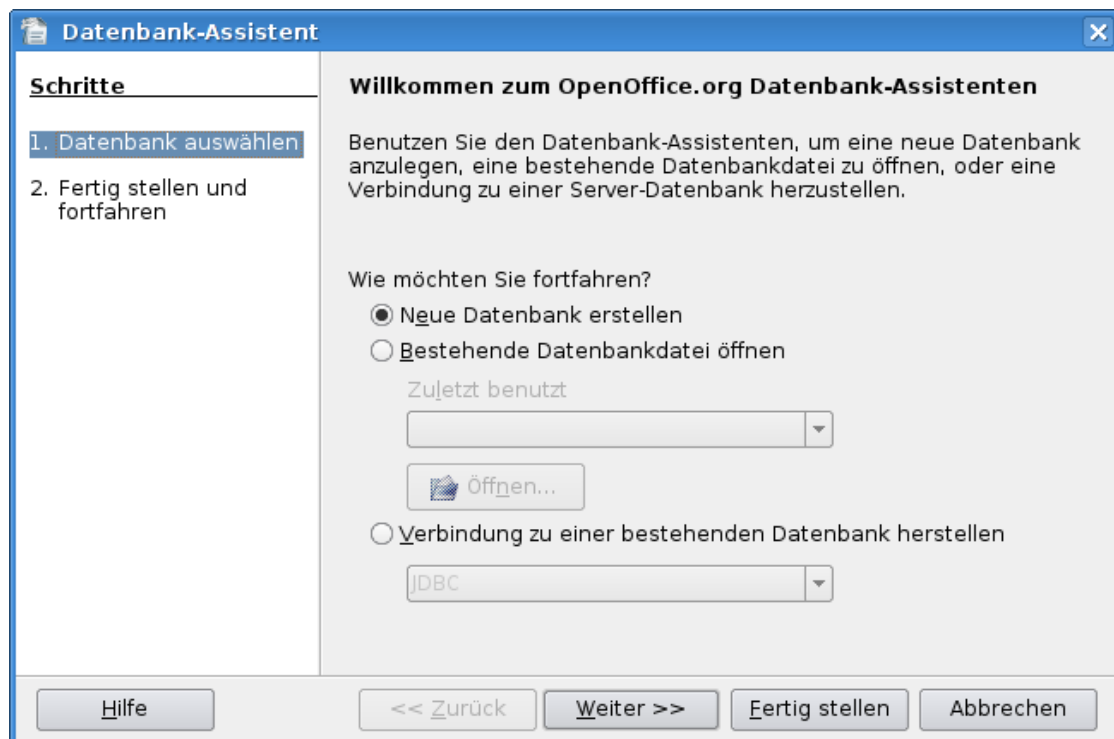 Datenbank-Assistent
Schritte
1. Datenbank auswählen
2. Fertig stellen und
fortfahren
Willkommen zum OpenOffice.org Datenbank-Assistenten
Benutzen Sie den Datenbank-Assistenten, um eine neue Datenbank
anzulegen, eine bestehende Datenbankdatei zu öffnen, oder eine
Verbindung zu einer Server-Datenbank herzustellen.
Wie möchten Sie fortfahren?
Neue Datenbank erstellen
Bestehende Datenbankdatei öffnen
Zuletzt benutzt
Öffnen...
Verbindung zu einer bestehenden Datenbank herstellen
JDBC
Hilfe
<< Zurück
Weiter >>
Fertig stellen
Abbrechen